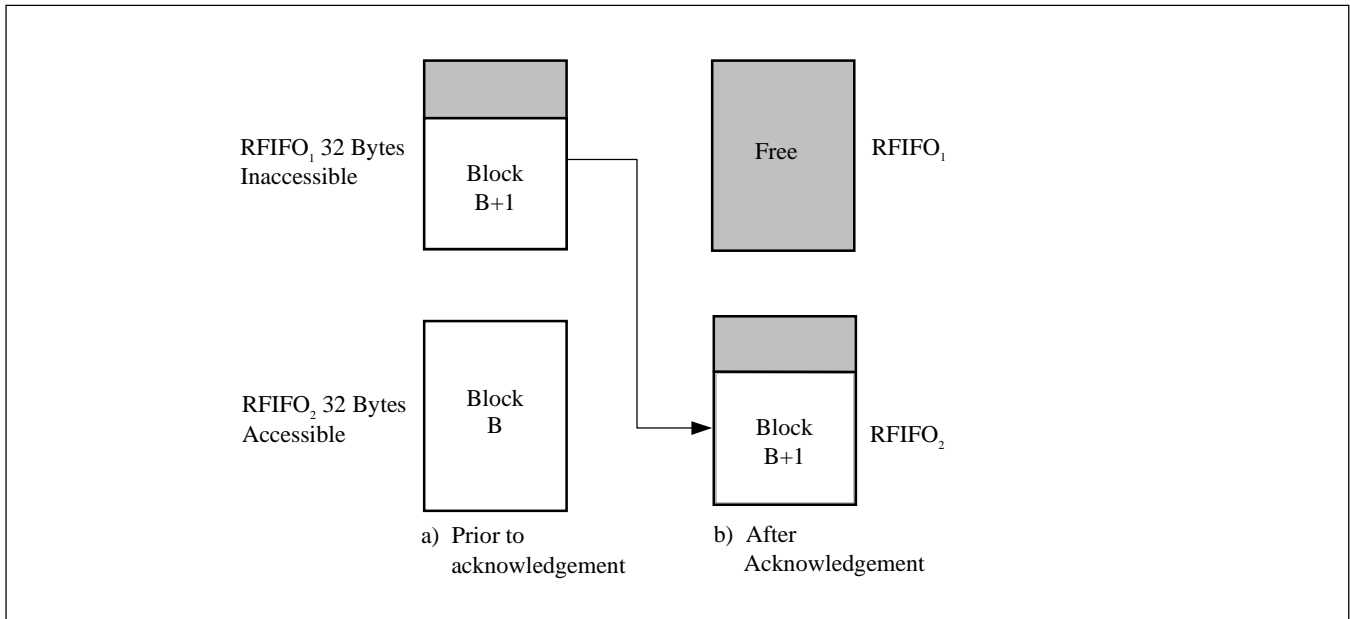 RFIFO₁ 32 Bytes
Inaccessible
Block
B+1
Free
RFIFO₁
RFIFO₂ 32 Bytes
Accessible
Block
B
Block
B+1
RFIFO₂
a) Prior to
acknowledgement
b) After
Acknowledgement